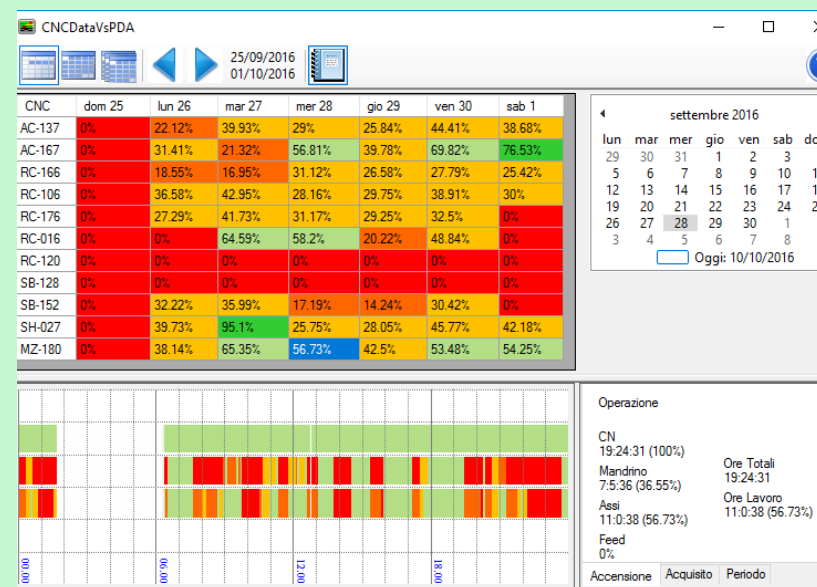 CNCDataVsPDA
25/09/2016
01/10/2016
CNC dom 25 lun 26 mar 27 mer 28 gio 29 ven 30 sab 1
AC-137 0% 22.12% 39.93% 29% 25.84% 44.41% 38.68%
AC-167 0% 31.41% 21.32% 56.81% 39.78% 69.82% 76.53%
RC-166 0% 18.55% 16.95% 31.12% 26.58% 27.79% 25.42%
RC-106 0% 36.58% 42.95% 28.16% 29.75% 38.91% 30%
RC-176 0% 27.29% 41.73% 31.17% 29.25% 32.5% 0%
RC-016 0% 0% 64.59% 58.2% 20.22% 48.84% 0%
RC-120 0% 0% 0% 0% 0% 0% 0%
SB-128 0% 0% 0% 0% 0% 0% 0%
SB-152 0% 32.22% 35.99% 17.19% 14.24% 30.42% 0%
SH-027 0% 39.73% 95.1% 25.75% 28.05% 45.77% 42.18%
MZ-180 0% 38.14% 65.35% 56.73% 42.5% 53.48% 54.25%
settembre 2016
lun mar mer gio ven sab
29 30 31 1 2 3
5 6 7 8 9 10
12 13 14 15 16 17
19 20 21 22 23 24
26 27 28 29 30 1
3 4 5 6 7 8
Oggi: 10/10/2016
00.00 06.00 12.00 18.00
Operazione
CN
19:24:31 (100%)
Mandrino
7:5:36 (36.55%)
Assi
11:0:38 (56.73%)
Feed
0%
Ore Totali
19:24:31
Ore Lavoro
11:0:38 (56.73%)
Accensione Acquisito Periodo